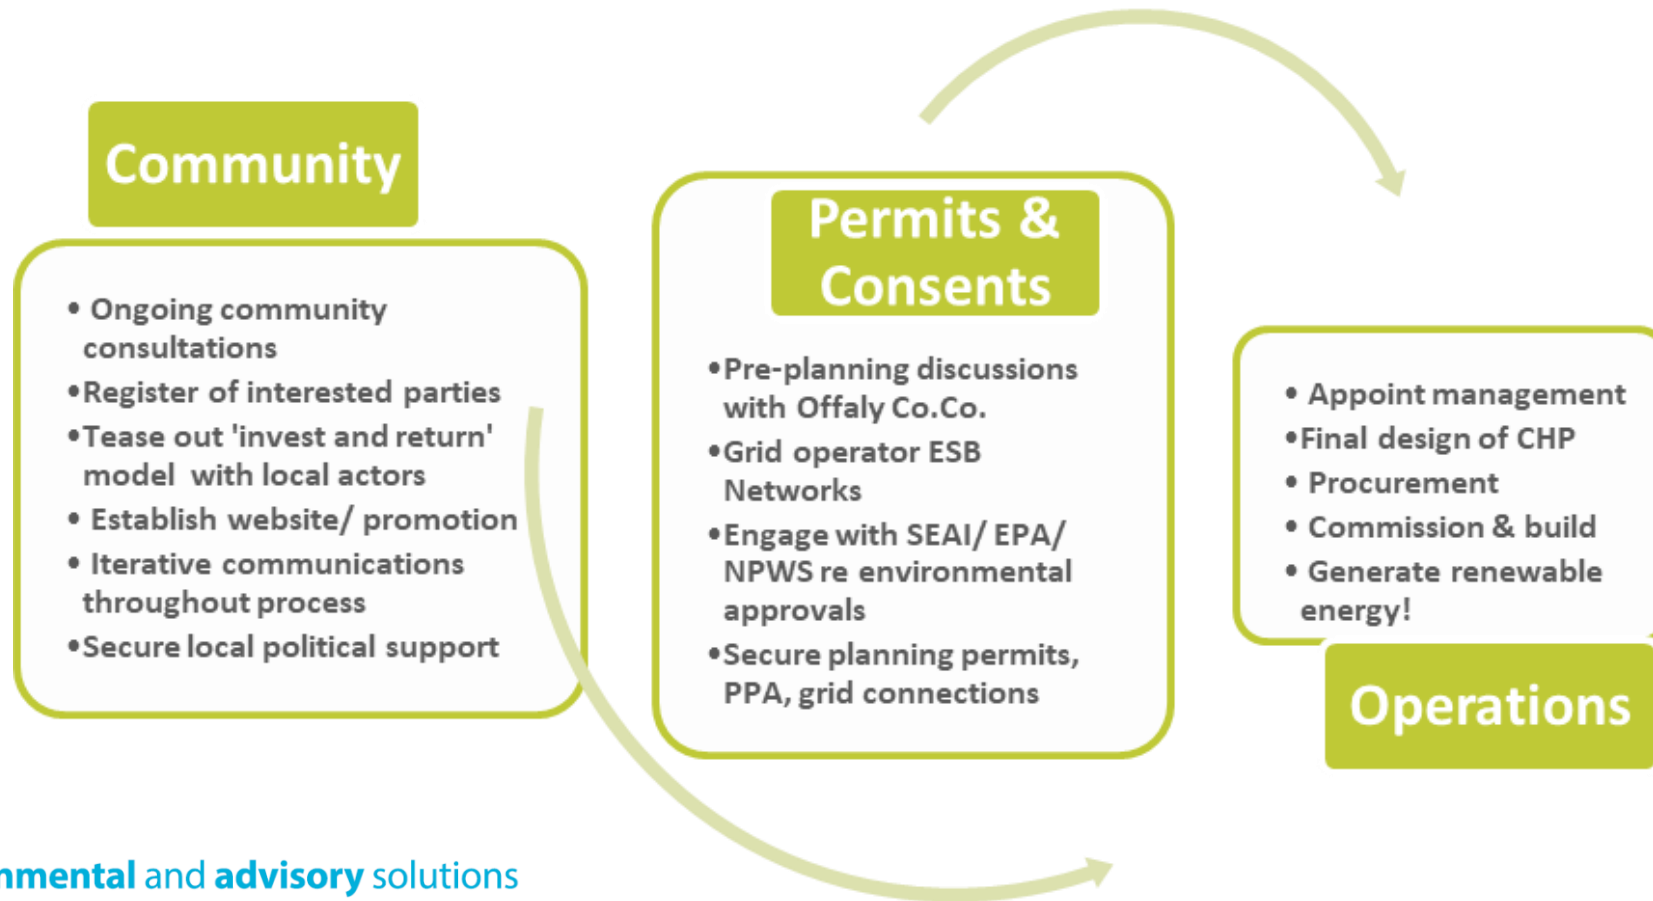 Community
• Ongoing community
consultations
•Register of interested parties
•Tease out 'invest and return'
model with local actors
• Establish website/ promotion
• Iterative communications
throughout process
•Secure local political support
Permits &
Consents
•Pre-planning discussions
with Offaly Co.Co.
•Grid operator ESB
Networks
•Engage with SEAI/ EPA/
NPWS re environmental
approvals
•Secure planning permits,
PPA, grid connections
• Appoint management
•Final design of CHP
• Procurement
• Commission & build
• Generate renewable
energy!
Operations
nmental and advisory solutions